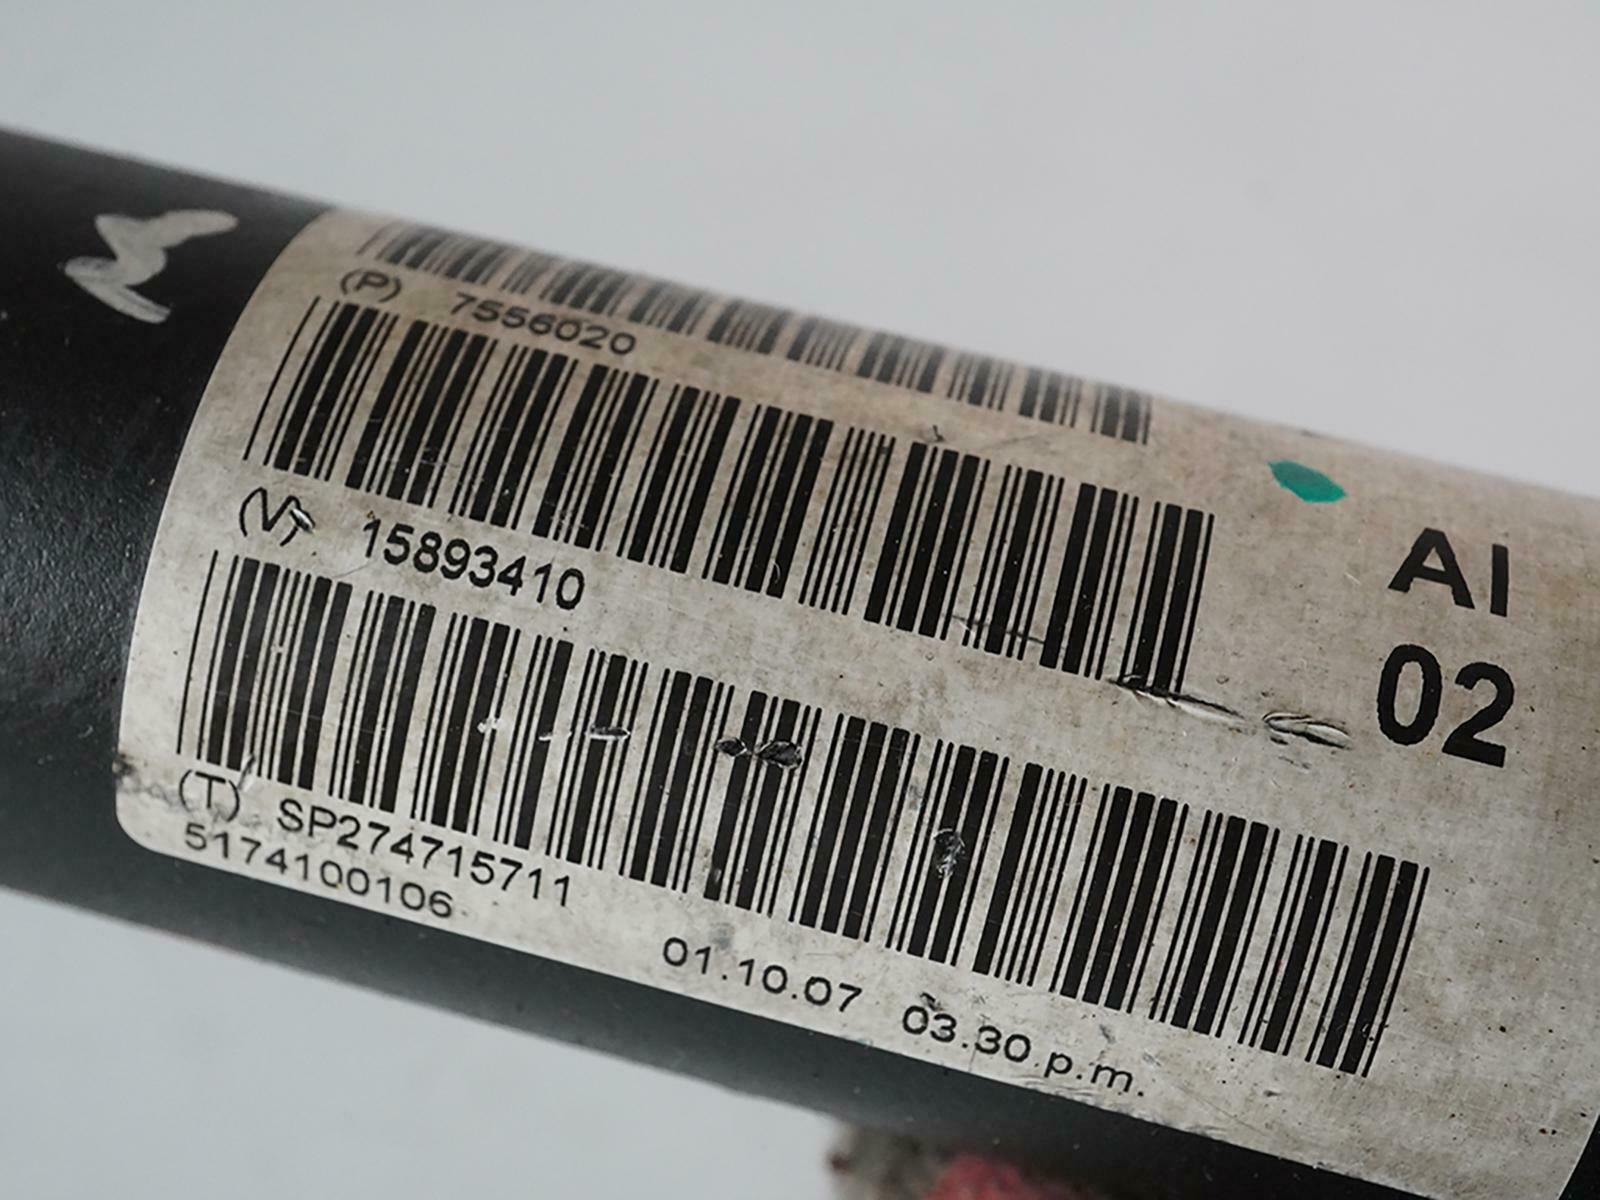 (P) 7556020
(V) 15893410
AI
02
(T) SP274715711
5174100106
01.10.07 03.30 p.m.